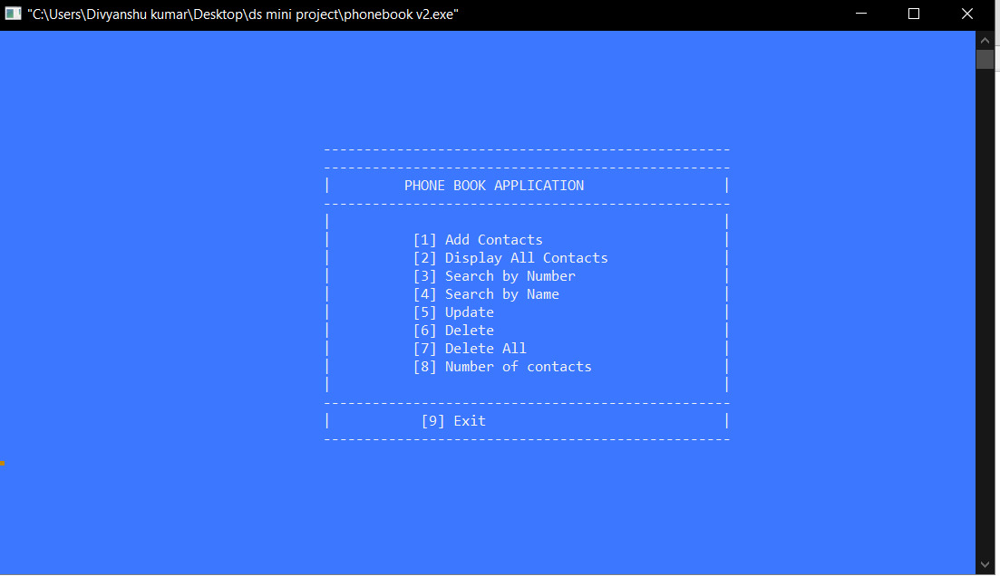 "C:\Users\Divyanshu kumar\Desktop\ds mini project\phonebook v2.exe"
--------------------------------------------------
--------------------------------------------------
|         PHONE BOOK APPLICATION                 |
--------------------------------------------------
|                                                |
|          [1] Add Contacts                      |
|          [2] Display All Contacts              |
|          [3] Search by Number                  |
|          [4] Search by Name                    |
|          [5] Update                            |
|          [6] Delete                            |
|          [7] Delete All                        |
|          [8] Number of contacts                |
|                                                |
--------------------------------------------------
|           [9] Exit                             |
--------------------------------------------------